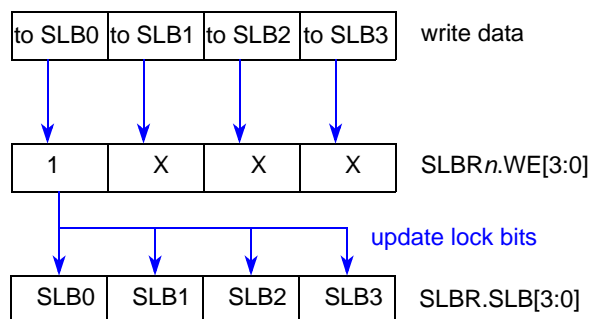 to SLB0 to SLB1 to SLB2 to SLB3 write data
1 X X X SLBRn.WE[3:0]
update lock bits
SLB0 SLB1 SLB2 SLB3 SLBR.SLB[3:0]